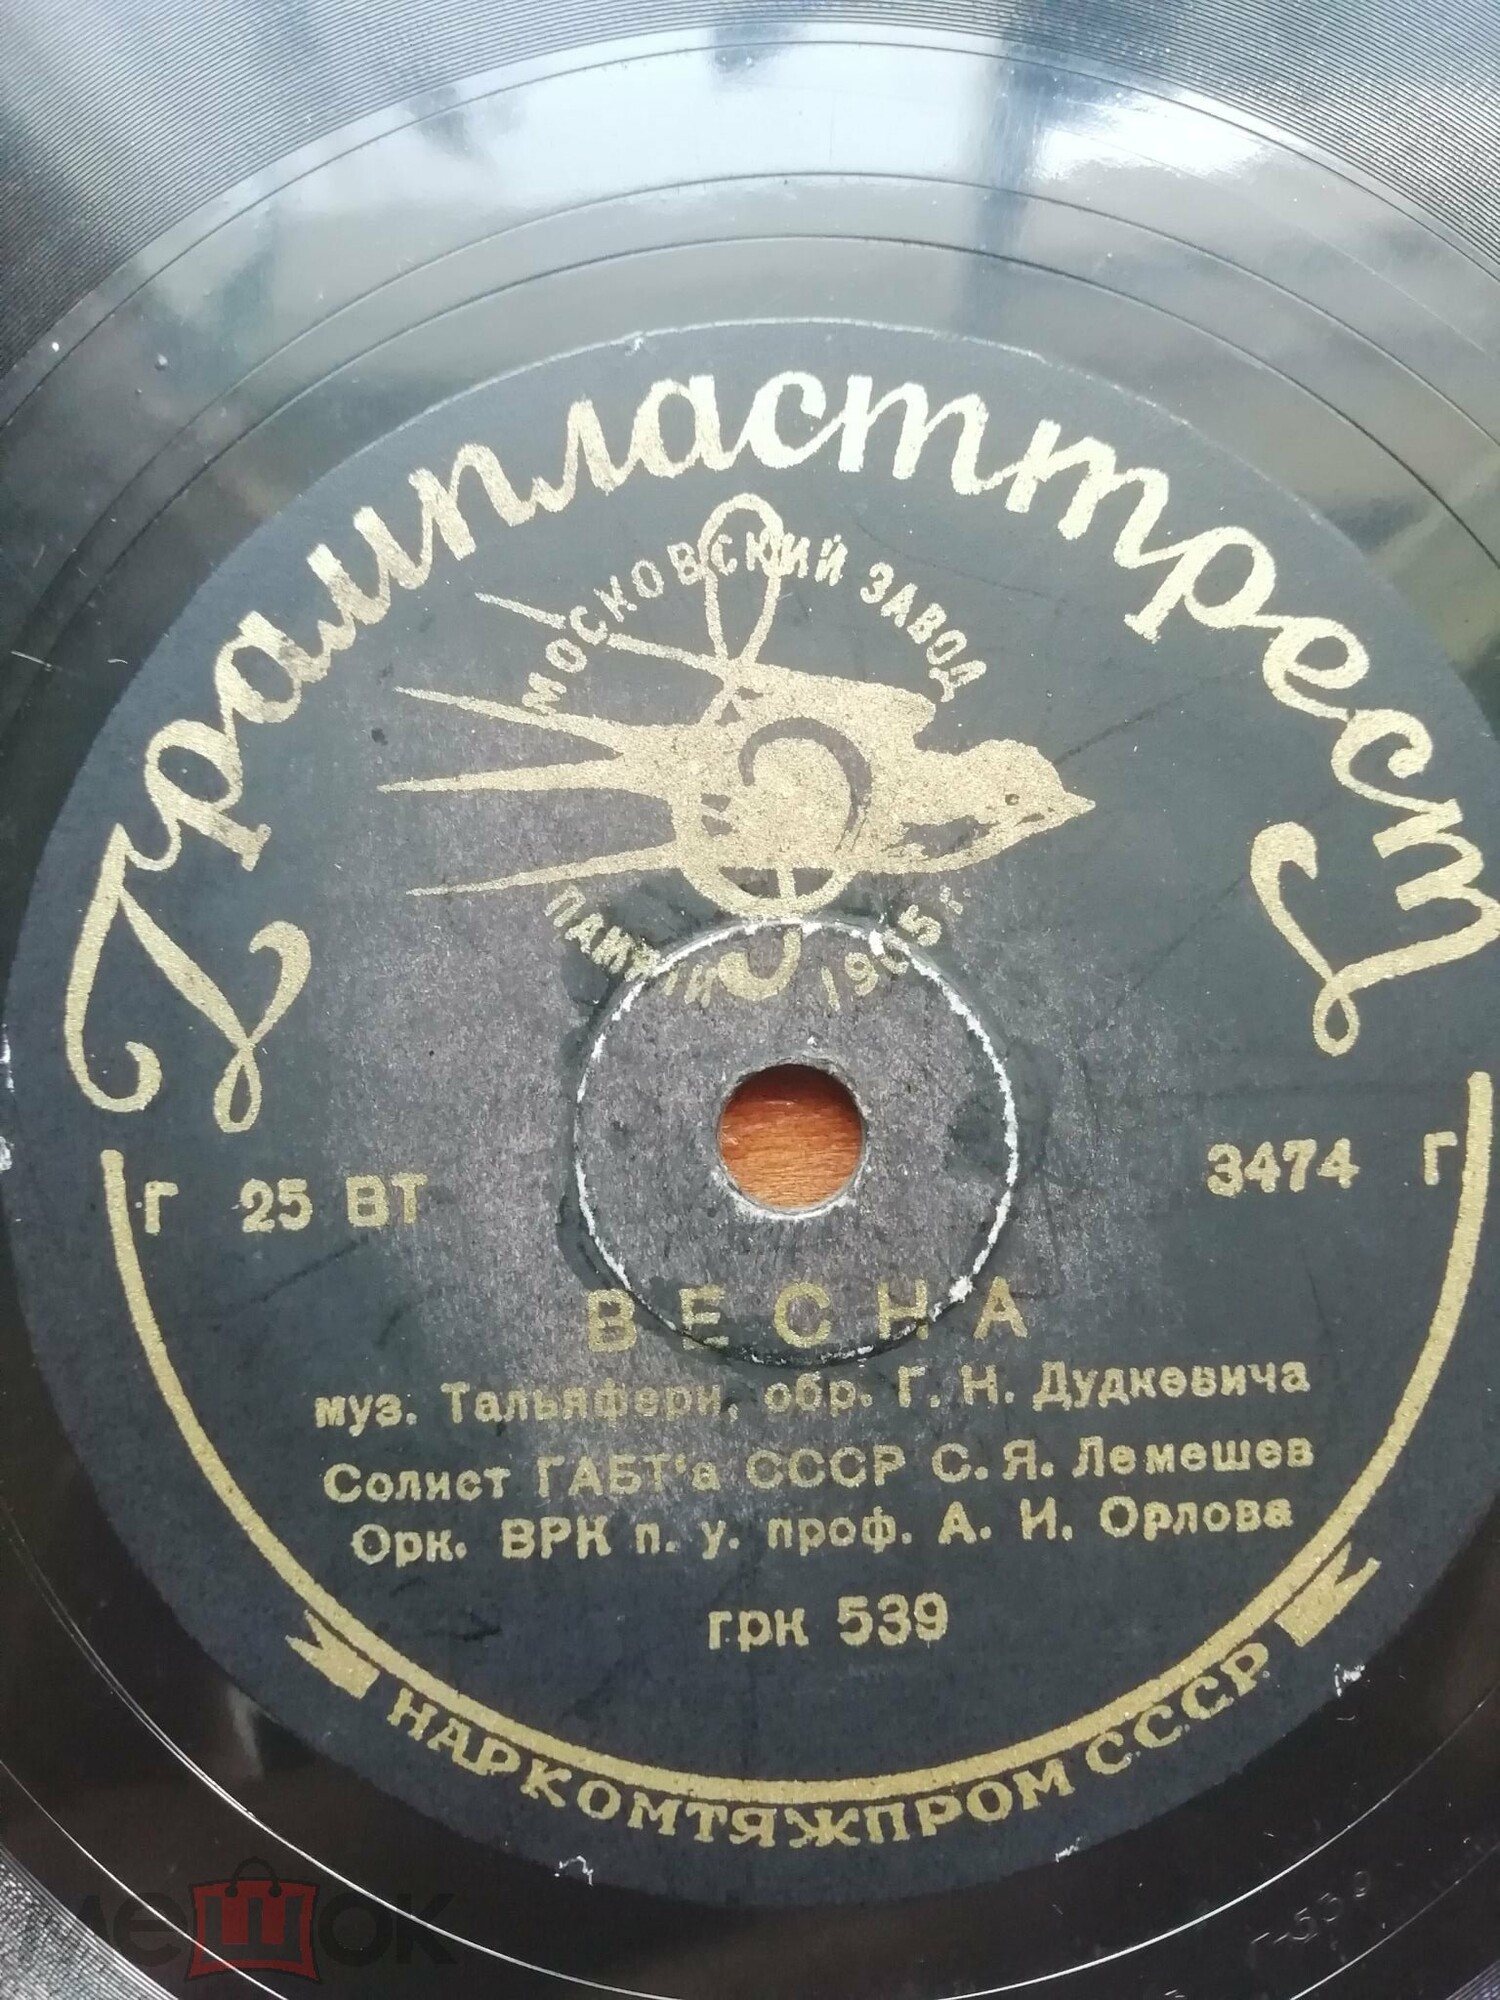 Грампласттрест
МОСКОВСКИЙ ЗАВОД
ПАМЯТИ 1905 г.
Г 25 ВТ
3474 Г
ВЕСНА
муз. Тальяфери, обр. Г. Н. Дудкевича
Солист ГАБТ'а СССР С. Я. Лемешев
Орк. ВРК п. у. проф. А. И. Орлова
грк 539
НАРКОМТЯЖПРОМ СССР
мешок